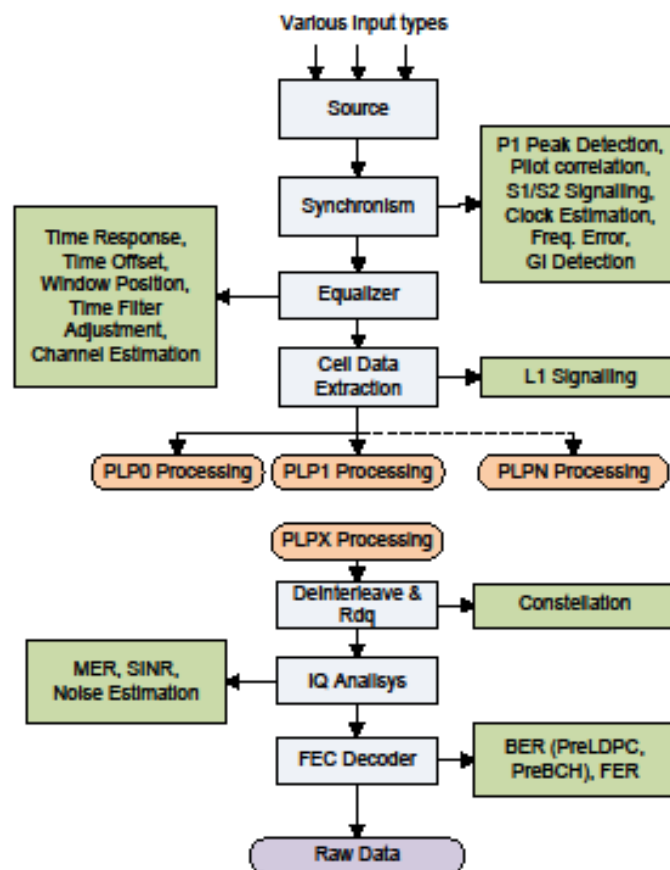 Various input types
Source
P1 Peak Detection,
Pilot correlation,
S1/S2 Signalling,
Clock Estimation,
Freq. Error,
GI Detection
Synchronism
Time Response,
Time Offset,
Window Position,
Time Filter
Adjustment,
Channel Estimation
Equalizer
Cell Data
Extraction
L1 Signalling
PLP0 Processing
PLP1 Processing
PLPN Processing
PLPX Processing
Deinterleave &
Rdq
Constellation
MER, SINR,
Noise Estimation
IQ Analisys
FEC Decoder
BER (PreLDPC,
PreBCH), FER
Raw Data